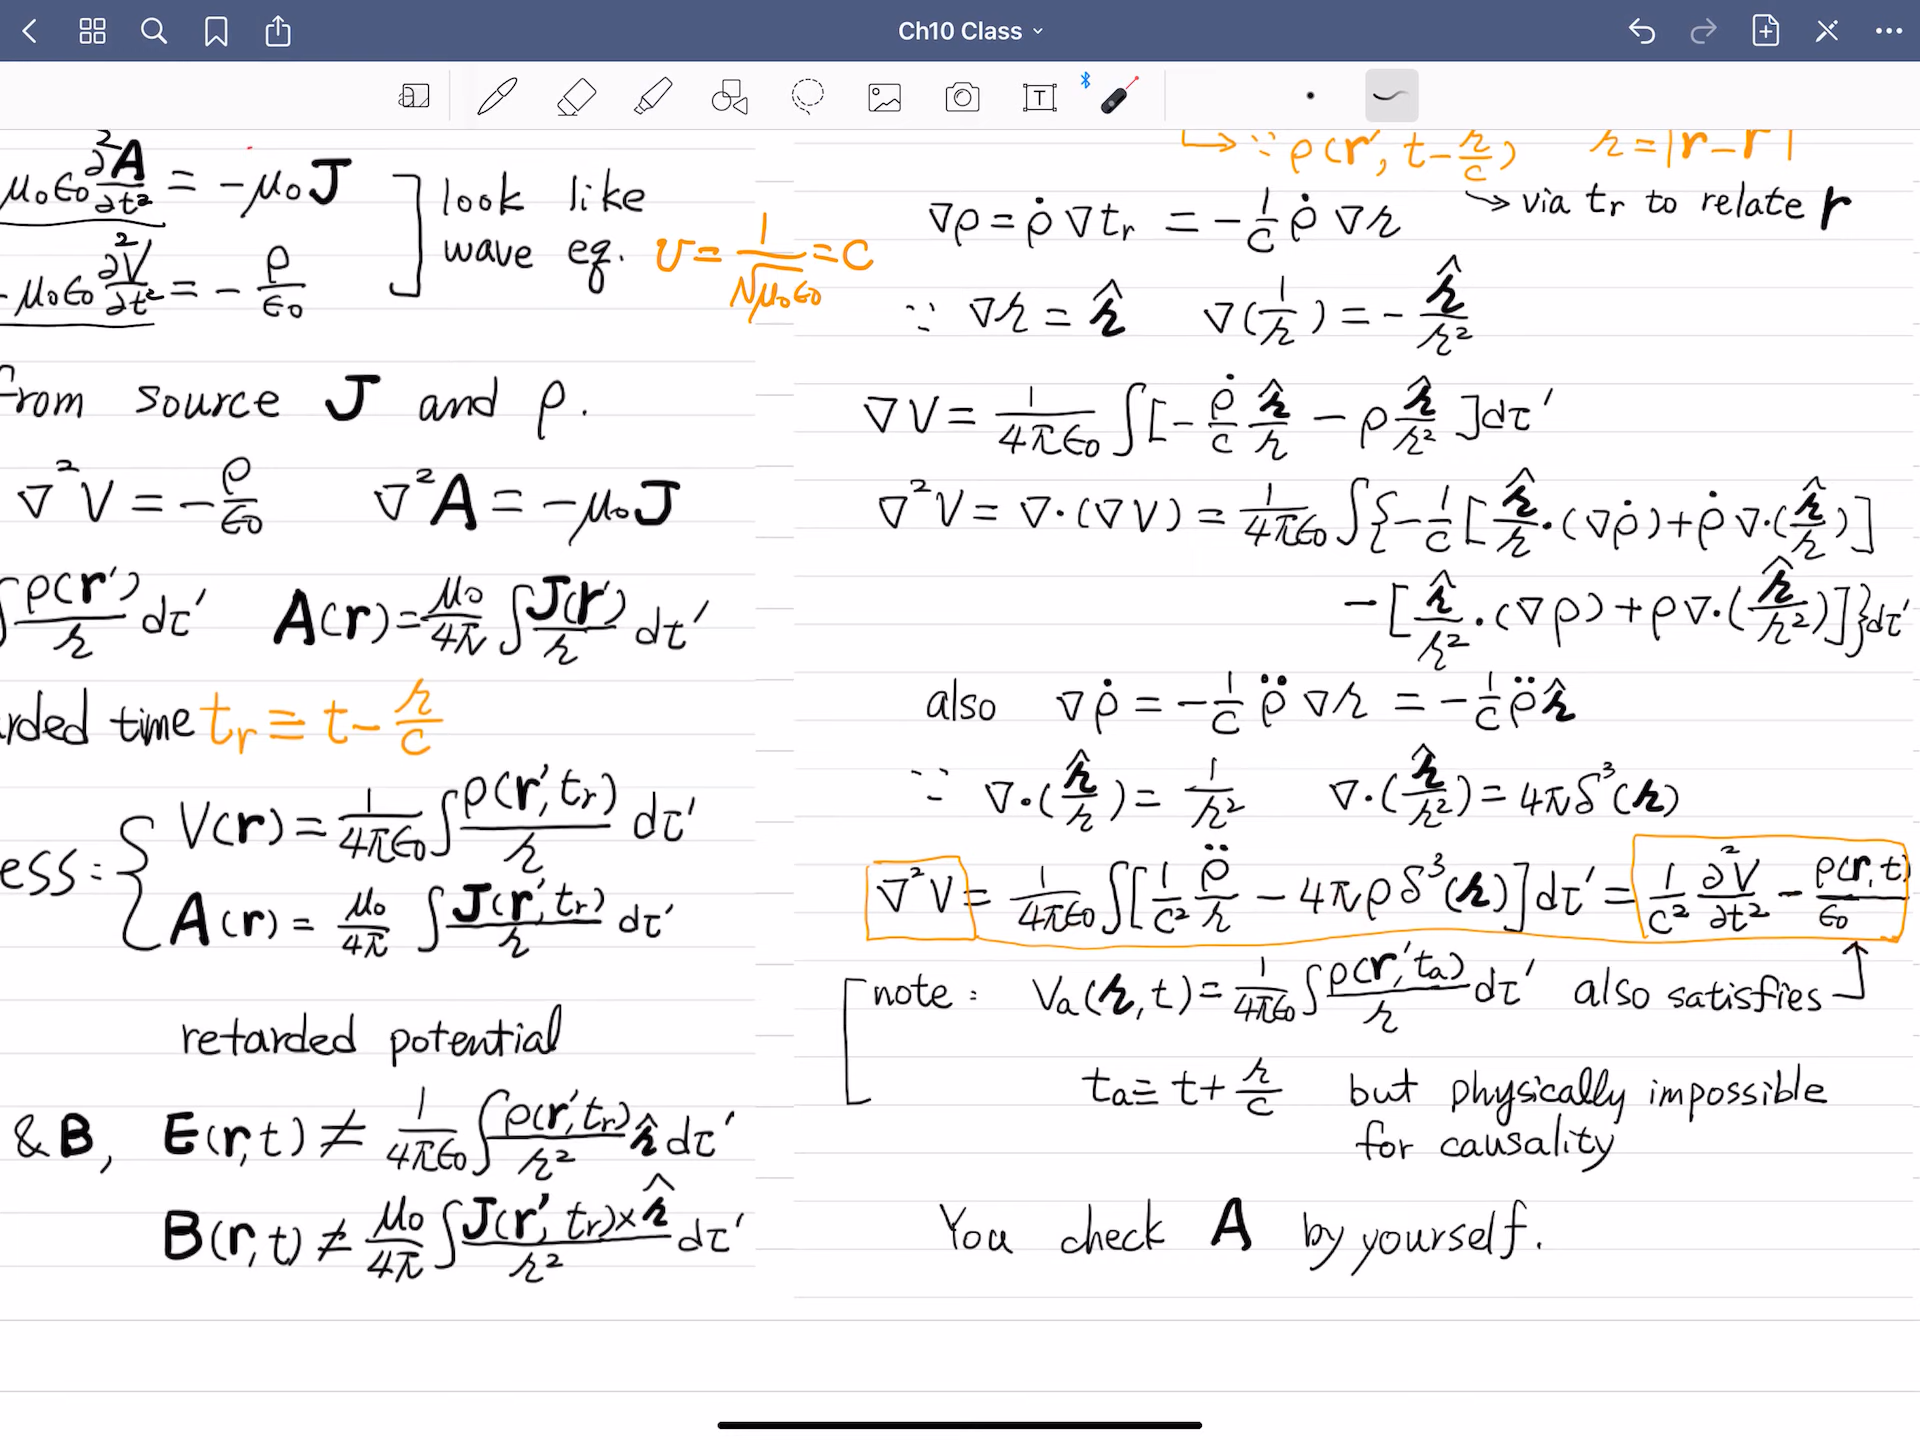 Ch10 Class
μ₀ϵ₀ ∂²A/∂t² = -μ₀J
- μ₀ϵ₀ ∂²V/∂t² = - ρ/ϵ₀
look like
wave eq. v = 1/√μ₀ϵ₀ = c
from source J and ρ.
∇²V = -ρ/ϵ₀ ∇²A = -μ₀J
∫ρ(r')/𝓇 dτ' A(r) = μ₀/4π ∫J(r')/𝓇 dτ'
rded time tr ≡ t - 𝓇/c
ess: V(r) = 1/4πϵ₀ ∫ρ(r', tr)/𝓇 dτ'
A(r) = μ₀/4π ∫J(r', tr)/𝓇 dτ'
retarded potential
& B, E(r, t) ≠ 1/4πϵ₀ ∫ρ(r', tr)/𝓇² 𝓇̂ dτ'
B(r, t) ≠ μ₀/4π ∫J(r', tr)×𝓇̂/𝓇² dτ'
↳ ∵ ρ(r', t - 𝓇/c) 𝓇 = |r - r'|
∇ρ = ρ̇ ∇tr = -1/c ρ̇ ∇𝓇 → via tr to relate r
∵ ∇𝓇 = 𝓇̂ ∇(1/𝓇) = - 𝓇̂/𝓇²
∇V = 1/4πϵ₀ ∫[- ρ̇/c 𝓇̂/𝓇 - ρ 𝓇̂/𝓇²]dτ'
∇²V = ∇·(∇V) = 1/4πϵ₀ ∫{-1/c [𝓇̂/𝓇·(∇ρ̇) + ρ̇ ∇·(𝓇̂/𝓇)]
- [𝓇̂/𝓇²·(∇ρ) + ρ∇·(𝓇̂/𝓇²)]}dτ'
also ∇ρ̇ = -1/c ρ̈ ∇𝓇 = -1/c ρ̈ 𝓇̂
∵ ∇·(𝓇̂/𝓇) = 1/𝓇² ∇·(𝓇̂/𝓇²) = 4πδ³(𝓇)
∇²V = 1/4πϵ₀ ∫[1/c² ρ̈/𝓇 - 4πρδ³(𝓇)]dτ' = 1/c² ∂²V/∂t² - ρ(r, t)/ϵ₀
note: Va(𝓇, t) = 1/4πϵ₀ ∫ρ(r', ta)/𝓇 dτ' also satisfies
ta ≡ t + 𝓇/c but physically impossible
for causality
You check A by yourself.